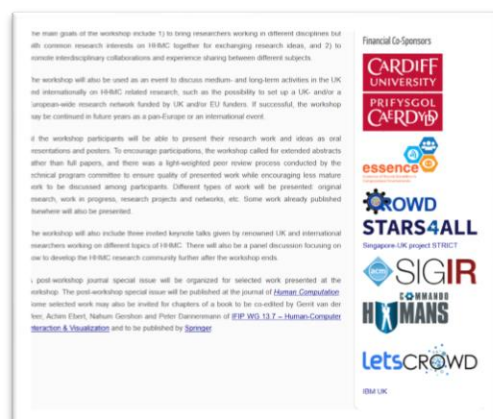 he main goals of the workshop include 1) to bring researchers working in different disciplines but
ith common research interests on HHMC together for exchanging research ideas, and 2) to
romote interdisciplinary collaborations and experience sharing between different subjects.
he workshop will also be used as an event to discuss medium- and long-term activities in the UK
nd internationally on HHMC related research, such as the possibility to set up a UK- and/or a
uropean-wide research network funded by UK and/or EU funders. If successful, the workshop
ay be continued in future years as a pan-Europe or an international event.
ll the workshop participants will be able to present their research work and ideas as oral
resentations and posters. To encourage participations, the workshop called for extended abstracts
ather than full papers, and there was a light-weighted peer review process conducted by the
echnical program committee to ensure quality of presented work while encouraging less mature
ork to be discussed among participants. Different types of work will be presented: original
esearch, work in progress, research projects and networks, etc. Some work already published
lsewhere will also be presented.
he workshop will also include three invited keynote talks given by renowned UK and international
esearchers working on different topics of HHMC. There will also be a panel discussion focusing on
ow to develop the HHMC research community further after the workshop ends.
post-workshop journal special issue will be organized for selected work presented at the
orkshop. The post-workshop special issue will be published at the journal of Human Computation.
ome selected work may also be invited for chapters of a book to be co-edited by Gerrit van der
eer, Achim Ebert, Nahum Gershon and Peter Dannenmann of IFIP WG 13.7 – Human-Computer
nteraction & Visualization and to be published by Springer
Financial Co-Sponsors
CARDIFF
UNIVERSITY
PRIFYSGOL
CAERDYDD
essence
CROWD
STARS4ALL
Singapore-UK project STRICT
acm SIGIR
COMMANDO
HUMANS
LETSCROWD
IBM UK